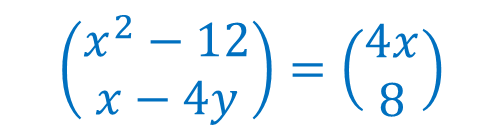 (x² − 12) = (4x)
(x − 4y) (8)